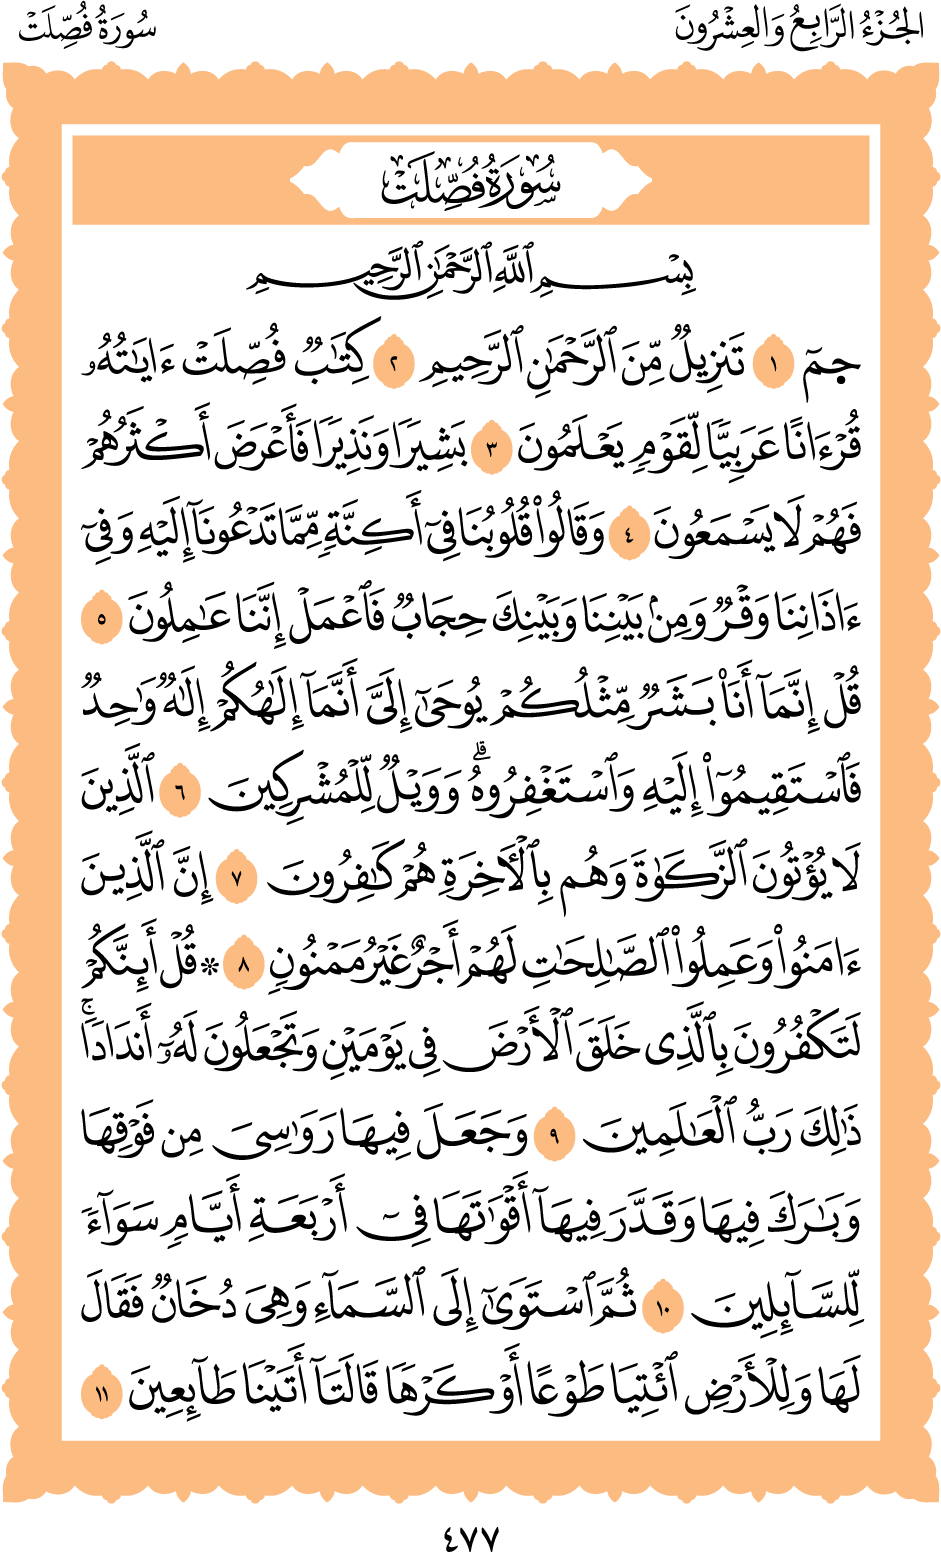 الجُزْءُ الرَّابِعُ وَالعِشْرُونَ سُورَةُ فُصِّلَتْ
سُورَةُ فُصِّلَتْ
بِسْمِ ٱللَّهِ ٱلرَّحْمَٰنِ ٱلرَّحِيمِ
حمٓ ١ تَنزِيلٌ مِّنَ ٱلرَّحْمَٰنِ ٱلرَّحِيمِ ٢ كِتَٰبٌ فُصِّلَتْ ءَايَٰتُهُۥ
قُرْءَانًا عَرَبِيًّا لِّقَوْمٍ يَعْلَمُونَ ٣ بَشِيرًا وَنَذِيرًا فَأَعْرَضَ أَكْثَرُهُمْ
فَهُمْ لَا يَسْمَعُونَ ٤ وَقَالُوا۟ قُلُوبُنَا فِىٓ أَكِنَّةٍ مِّمَّا تَدْعُونَآ إِلَيْهِ وَفِىٓ
ءَاذَانِنَا وَقْرٌ وَمِنۢ بَيْنِنَا وَبَيْنِكَ حِجَابٌ فَٱعْمَلْ إِنَّنَا عَٰمِلُونَ ٥
قُلْ إِنَّمَآ أَنَا۠ بَشَرٌ مِّثْلُكُمْ يُوحَىٰٓ إِلَىَّ أَنَّمَآ إِلَٰهُكُمْ إِلَٰهٌ وَٰحِدٌ
فَٱسْتَقِيمُوٓا۟ إِلَيْهِ وَٱسْتَغْفِرُوهُ ۗ وَوَيْلٌ لِّلْمُشْرِكِينَ ٦ ٱلَّذِينَ
لَا يُؤْتُونَ ٱلزَّكَوٰةَ وَهُم بِٱلْءَاخِرَةِ هُمْ كَٰفِرُونَ ٧ إِنَّ ٱلَّذِينَ
ءَامَنُوا۟ وَعَمِلُوا۟ ٱلصَّٰلِحَٰتِ لَهُمْ أَجْرٌ غَيْرُ مَمْنُونٍ ٨ * قُلْ أَئِنَّكُمْ
لَتَكْفُرُونَ بِٱلَّذِى خَلَقَ ٱلْأَرْضَ فِى يَوْمَيْنِ وَتَجْعَلُونَ لَهُۥٓ أَندَادًا ۚ
ذَٰلِكَ رَبُّ ٱلْعَٰلَمِينَ ٩ وَجَعَلَ فِيهَا رَوَٰسِىَ مِن فَوْقِهَا
وَبَٰرَكَ فِيهَا وَقَدَّرَ فِيهَآ أَقْوَٰتَهَا فِىٓ أَرْبَعَةِ أَيَّامٍ سَوَآءً
لِّلسَّآئِلِينَ ١٠ ثُمَّ ٱسْتَوَىٰٓ إِلَى ٱلسَّمَآءِ وَهِىَ دُخَانٌ فَقَالَ
لَهَا وَلِلْأَرْضِ ٱئْتِيَا طَوْعًا أَوْ كَرْهًا قَالَتَآ أَتَيْنَا طَآئِعِينَ ١١
٤٧٧